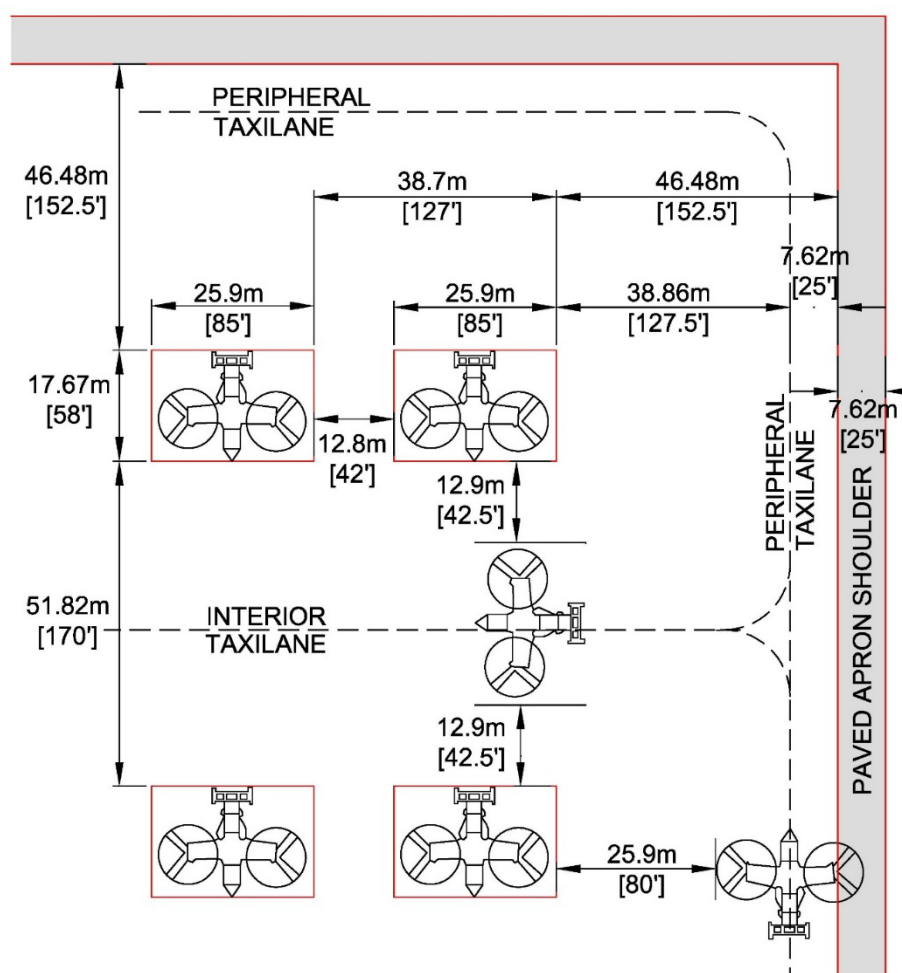 PERIPHERAL
TAXILANE
46.48m
[152.5']
38.7m
[127']
46.48m
[152.5']
7.62m
[25']
25.9m
[85']
25.9m
[85']
38.86m
[127.5']
17.67m
[58']
12.8m
[42']
7.62m
[25']
12.9m
[42.5']
PERIPHERAL
TAXILANE
PAVED APRON SHOULDER
51.82m
[170']
INTERIOR
TAXILANE
12.9m
[42.5']
25.9m
[80']